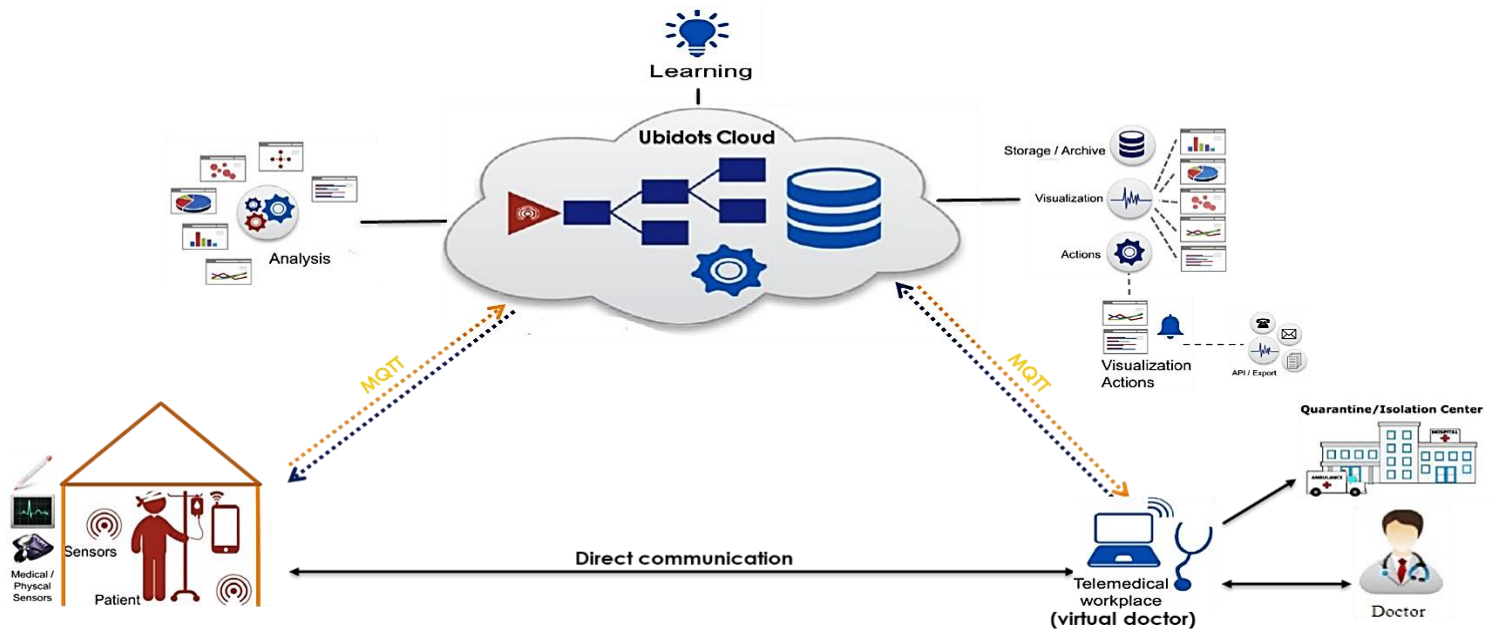 Learning
Ubidots Cloud
Storage / Archive
Visualization
Analysis
Actions
MQTT
MQTT
Visualization
Actions
API / Export
Quarantine/Isolation Center
HOSPITAL
AMBULANCE
Sensors
Medical /
Physcal
Sensors
Patient
Direct communication
Telemedical
workplace
(virtual doctor)
Doctor